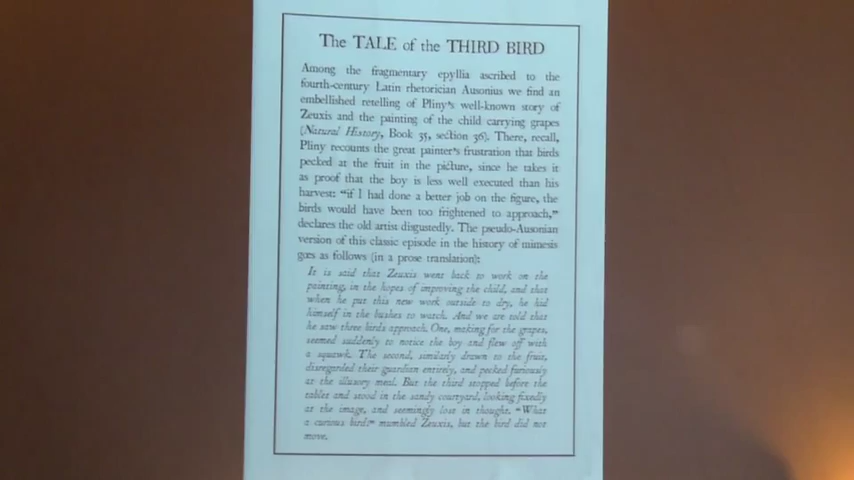 The TALE of the THIRD BIRD
Among the fragmentary epyllia ascribed to the
fourth-century Latin rhetorician Ausonius we find an
embellished retelling of Pliny's well-known story of
Zeuxis and the painting of the child carrying grapes
(Natural History, Book 35, section 36). There, recall,
Pliny recounts the great painter's frustration that birds
pecked at the fruit in the picture, since he takes it
as proof that the boy is less well executed than his
harvest: "if I had done a better job on the figure, the
birds would have been too frightened to approach,"
declares the old artist disgustedly. The pseudo-Ausonian
version of this classic episode in the history of mimesis
goes as follows (in a prose translation):
It is said that Zeuxis went back to work on the
painting, in the hopes of improving the child, and that
when he put this new work outside to dry, he hid
himself in the bushes to watch. And we are told that
he saw three birds approach. One, making for the grapes,
seemed suddenly to notice the boy and flew off with
a squawk. The second, similarly drawn to the fruit,
disregarded their guardian entirely, and pecked furiously
at the illusory meal. But the third stopped before the
tablet and stood in the sandy courtyard, looking fixedly
at the image, and seemingly lost in thought. "What
a curious bird!" mumbled Zeuxis, but the bird did not
move.